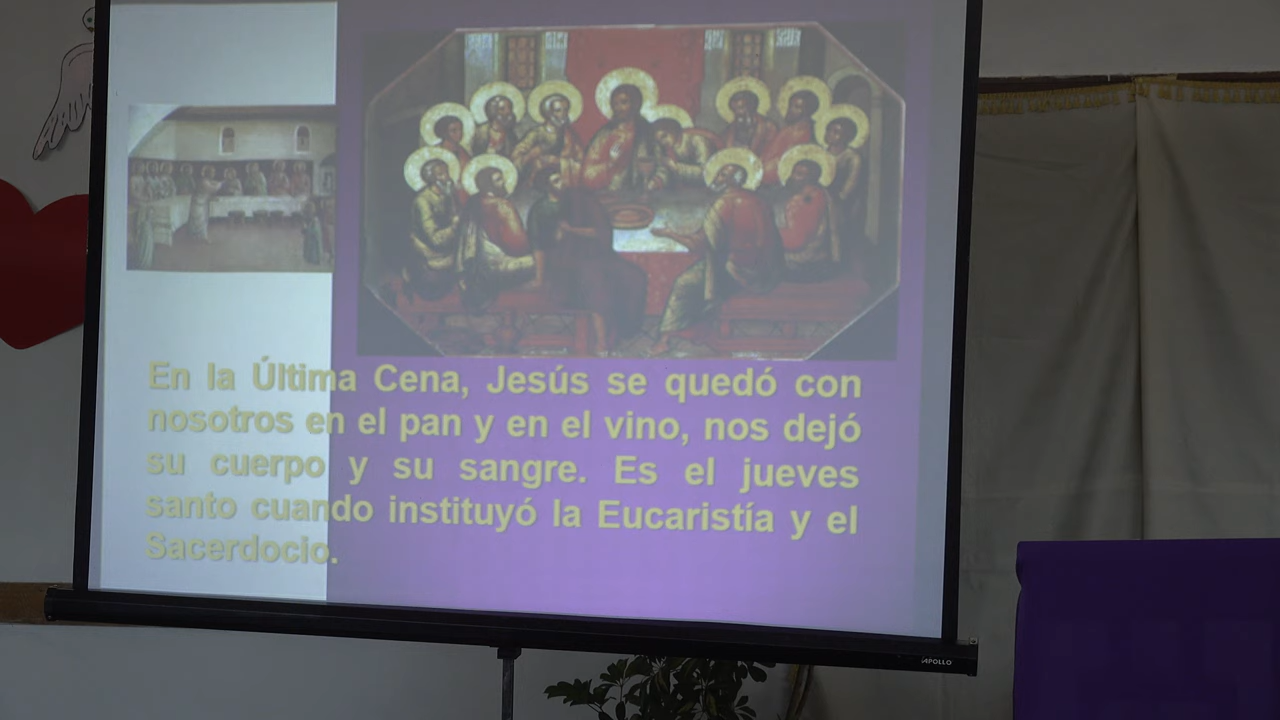 En la Última Cena, Jesús se quedó con
nosotros en el pan y en el vino, nos dejó
su cuerpo y su sangre. Es el jueves
santo cuando instituyó la Eucaristía y el
Sacerdocio.
APOLLO